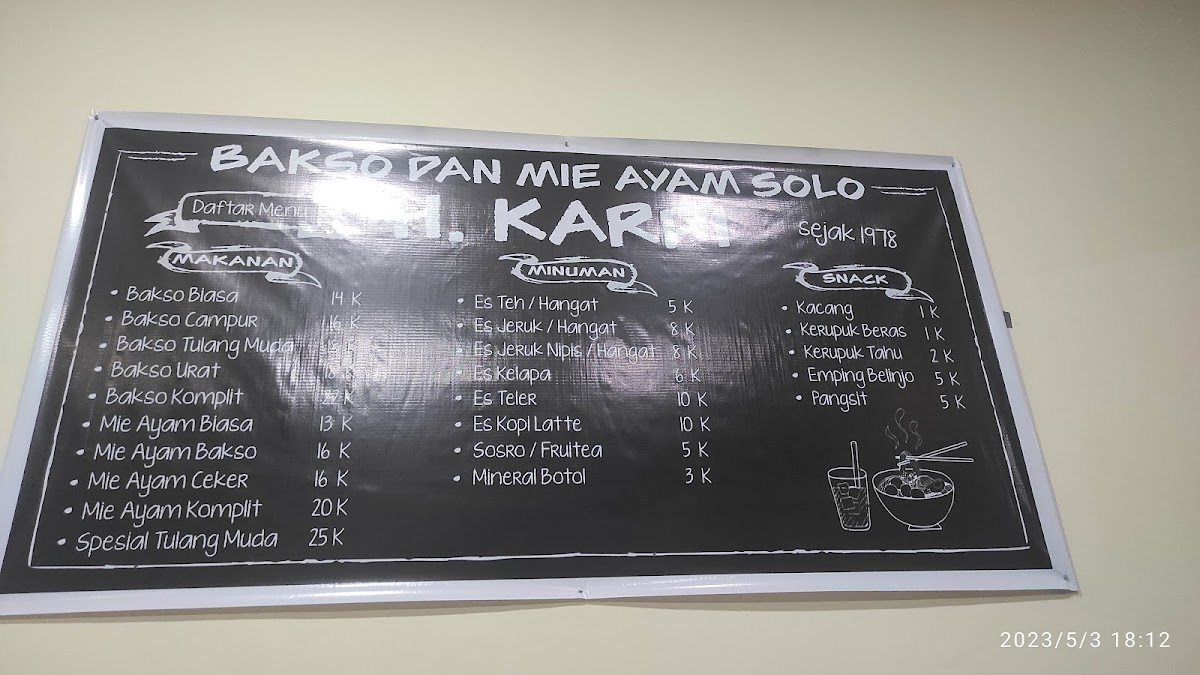 BAKSO DAN MIE AYAM SOLO
Daftar Menu
H.
sejak 1978
MAKANAN
• Bakso Biasa 14 K
• Bakso Campur 16 K
• Bakso Tulang Muda
• Bakso Urat
• Bakso Komplit
• Mie Ayam Biasa 13 K
• Mie Ayam Bakso 16 K
• Mie Ayam Ceker 16 K
• Mie Ayam Komplit 20 K
• Spesial Tulang Muda 25 K
MINUMAN
• Es Teh / Hangat 5 K
• Es Jeruk / Hangat 8 K
• Es Jeruk Nipis / Hangat 8 K
• Es Kelapa 6 K
• Es Teler 10 K
• Es Kopi Latte 10 K
• Sosro / Fruitea 5 K
• Mineral Botol 3 K
SNACK
• Kacang 1 K
• Kerupuk Beras 1 K
• Kerupuk Tahu 2 K
• Emping Belinjo 5 K
• Pangsit 5 K
2023/5/3 18:12